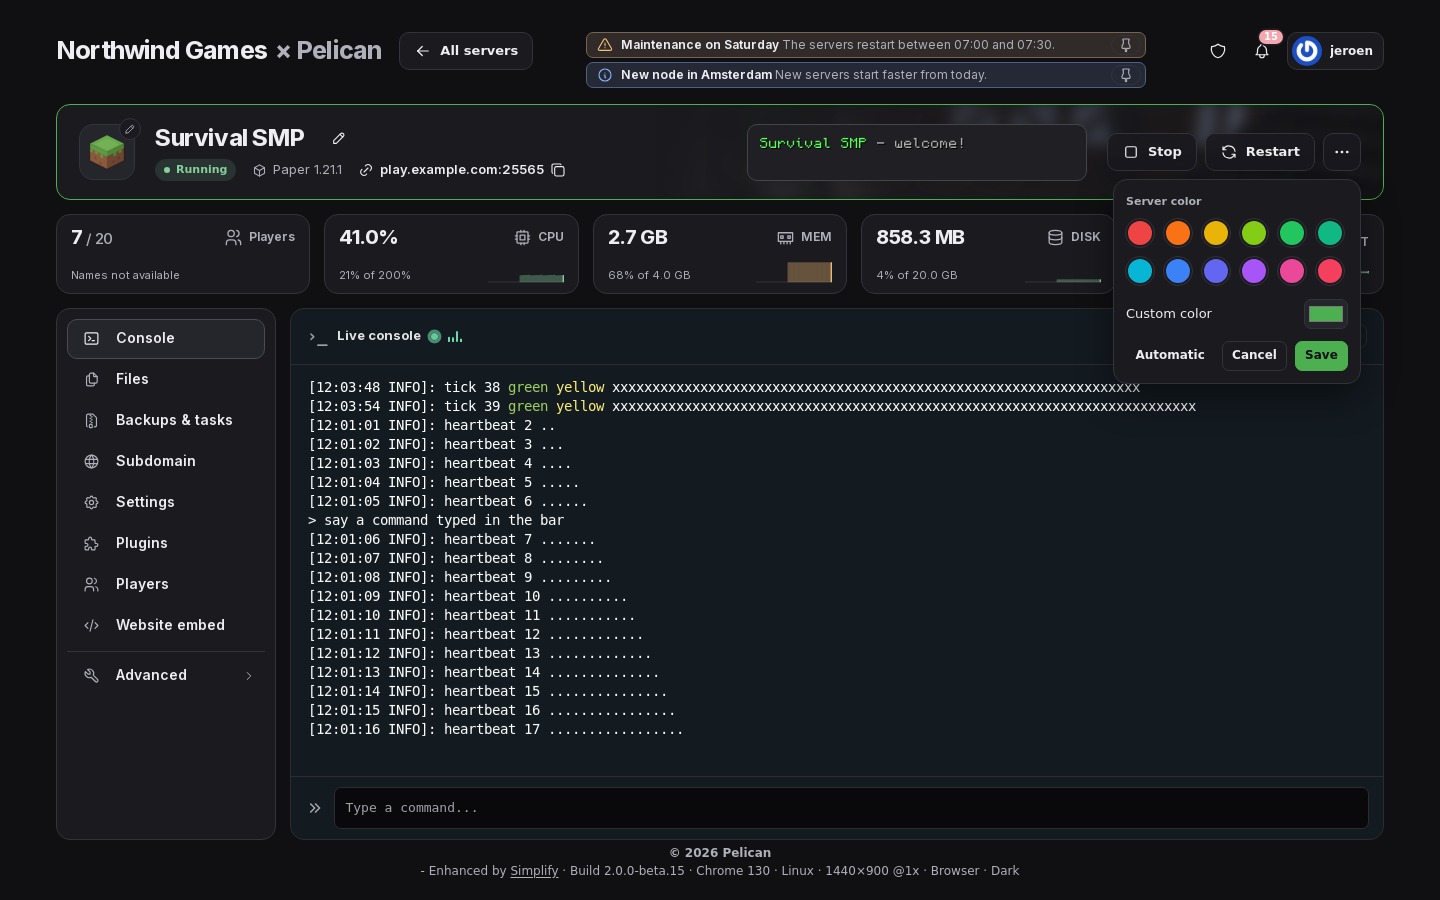 Northwind Games × Pelican
All servers
Maintenance on Saturday The servers restart between 07:00 and 07:30.
New node in Amsterdam New servers start faster from today.
15
jeroen
Survival SMP
Running
Paper 1.21.1
play.example.com:25565
Survival SMP - welcome!
Stop
Restart
Server color
Custom color
Automatic
Cancel
Save
7 / 20
Players
Names not available
41.0%
CPU
21% of 200%
2.7 GB
MEM
68% of 4.0 GB
858.3 MB
DISK
4% of 20.0 GB
T
Console
Files
Backups & tasks
Subdomain
Settings
Plugins
Players
Website embed
Advanced
Live console
[12:03:48 INFO]: tick 38 green yellow xxxxxxxxxxxxxxxxxxxxxxxxxxxxxxxxxxxxxxxxxxxxxxxxxxxxxxxxxxxxxxxxxx
[12:03:54 INFO]: tick 39 green yellow xxxxxxxxxxxxxxxxxxxxxxxxxxxxxxxxxxxxxxxxxxxxxxxxxxxxxxxxxxxxxxxxxxxxxxxxx
[12:01:01 INFO]: heartbeat 2 ..
[12:01:02 INFO]: heartbeat 3 ...
[12:01:03 INFO]: heartbeat 4 ....
[12:01:04 INFO]: heartbeat 5 .....
[12:01:05 INFO]: heartbeat 6 ......
> say a command typed in the bar
[12:01:06 INFO]: heartbeat 7 .......
[12:01:07 INFO]: heartbeat 8 ........
[12:01:08 INFO]: heartbeat 9 .........
[12:01:09 INFO]: heartbeat 10 ..........
[12:01:10 INFO]: heartbeat 11 ...........
[12:01:11 INFO]: heartbeat 12 ............
[12:01:12 INFO]: heartbeat 13 .............
[12:01:13 INFO]: heartbeat 14 ..............
[12:01:14 INFO]: heartbeat 15 ...............
[12:01:15 INFO]: heartbeat 16 ................
[12:01:16 INFO]: heartbeat 17 .................
Type a command...
© 2026 Pelican
- Enhanced by Simplify · Build 2.0.0-beta.15 · Chrome 130 · Linux · 1440×900 @1x · Browser · Dark